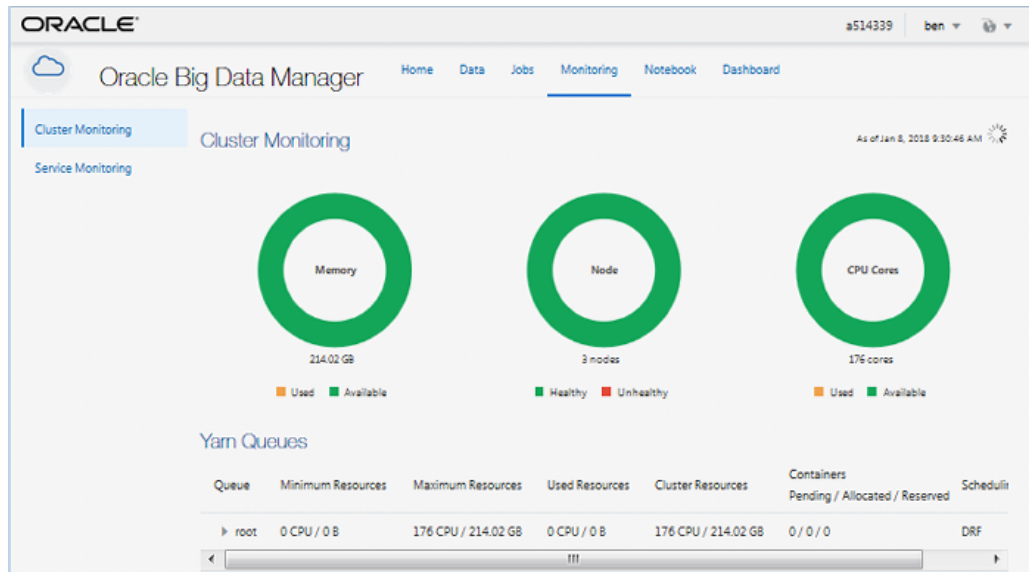 ORACLE®
a514339 ben
Oracle Big Data Manager
Home Data Jobs Monitoring Notebook Dashboard
Cluster Monitoring
Service Monitoring
Cluster Monitoring
As of Jan 8, 2018 9:30:46 AM
Memory
214.02 GB
Used Available
Node
3 nodes
Healthy Unhealthy
CPU Cores
176 cores
Used Available
Yarn Queues
Queue Minimum Resources Maximum Resources Used Resources Cluster Resources Containers Pending / Allocated / Reserved Schedulin
root 0 CPU / 0 B 176 CPU / 214.02 GB 0 CPU / 0 B 176 CPU / 214.02 GB 0 / 0 / 0 DRF